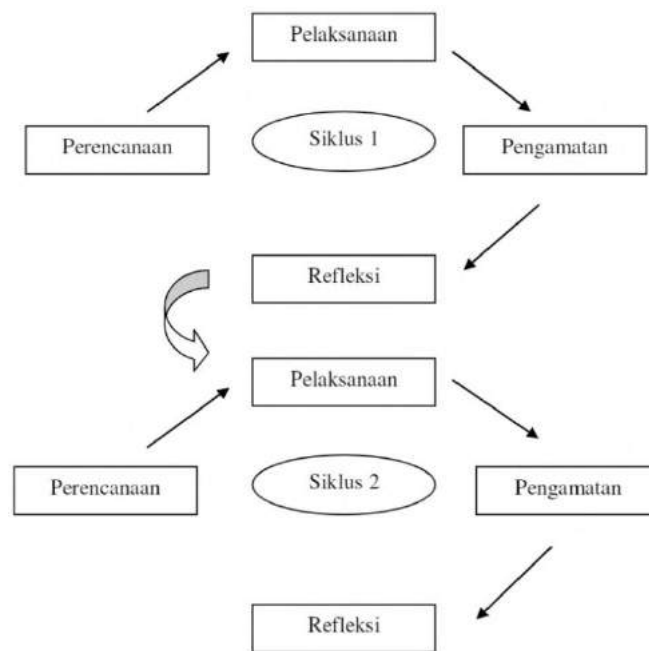 Pelaksanaan
Perencanaan
Siklus 1
Pengamatan
Refleksi
Pelaksanaan
Perencanaan
Siklus 2
Pengamatan
Refleksi